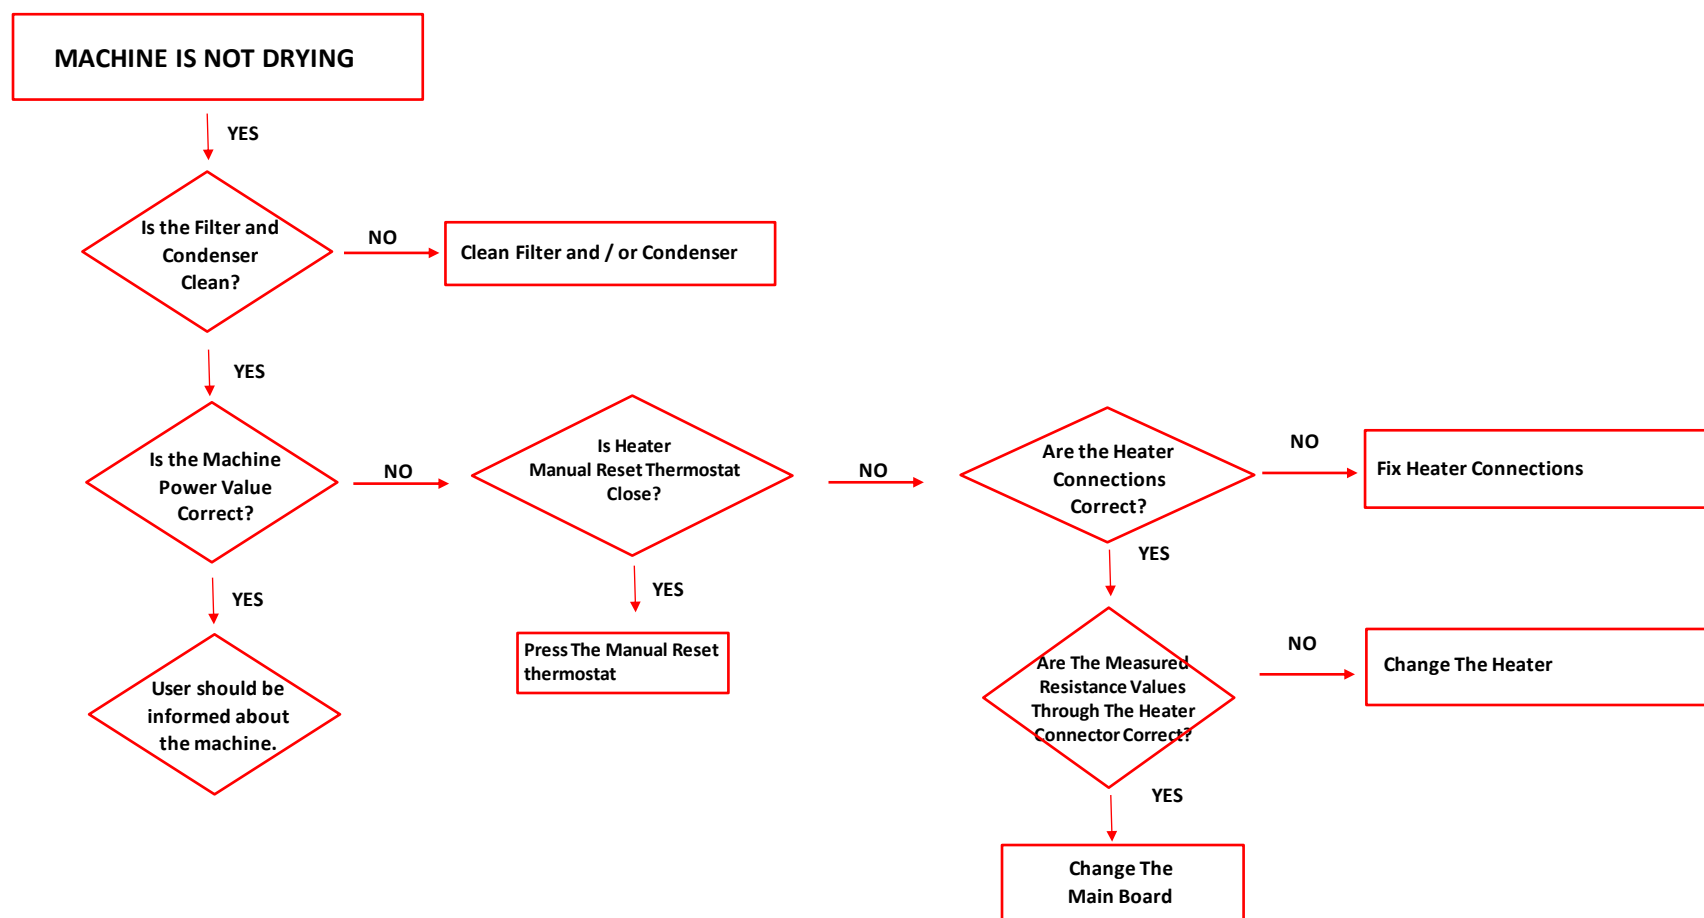 MACHINE IS NOT DRYING
YES
Is the Filter and
Condenser
Clean?
NO
Clean Filter and / or Condenser
YES
Is the Machine
Power Value
Correct?
NO
Is Heater
Manual Reset Thermostat
Close?
NO
Are the Heater
Connections
Correct?
NO
Fix Heater Connections
YES
User should be
informed about
the machine.
YES
Press The Manual Reset
thermostat
YES
Are The Measured
Resistance Values
Through The Heater
Connector Correct?
NO
Change The Heater
YES
Change The
Main Board